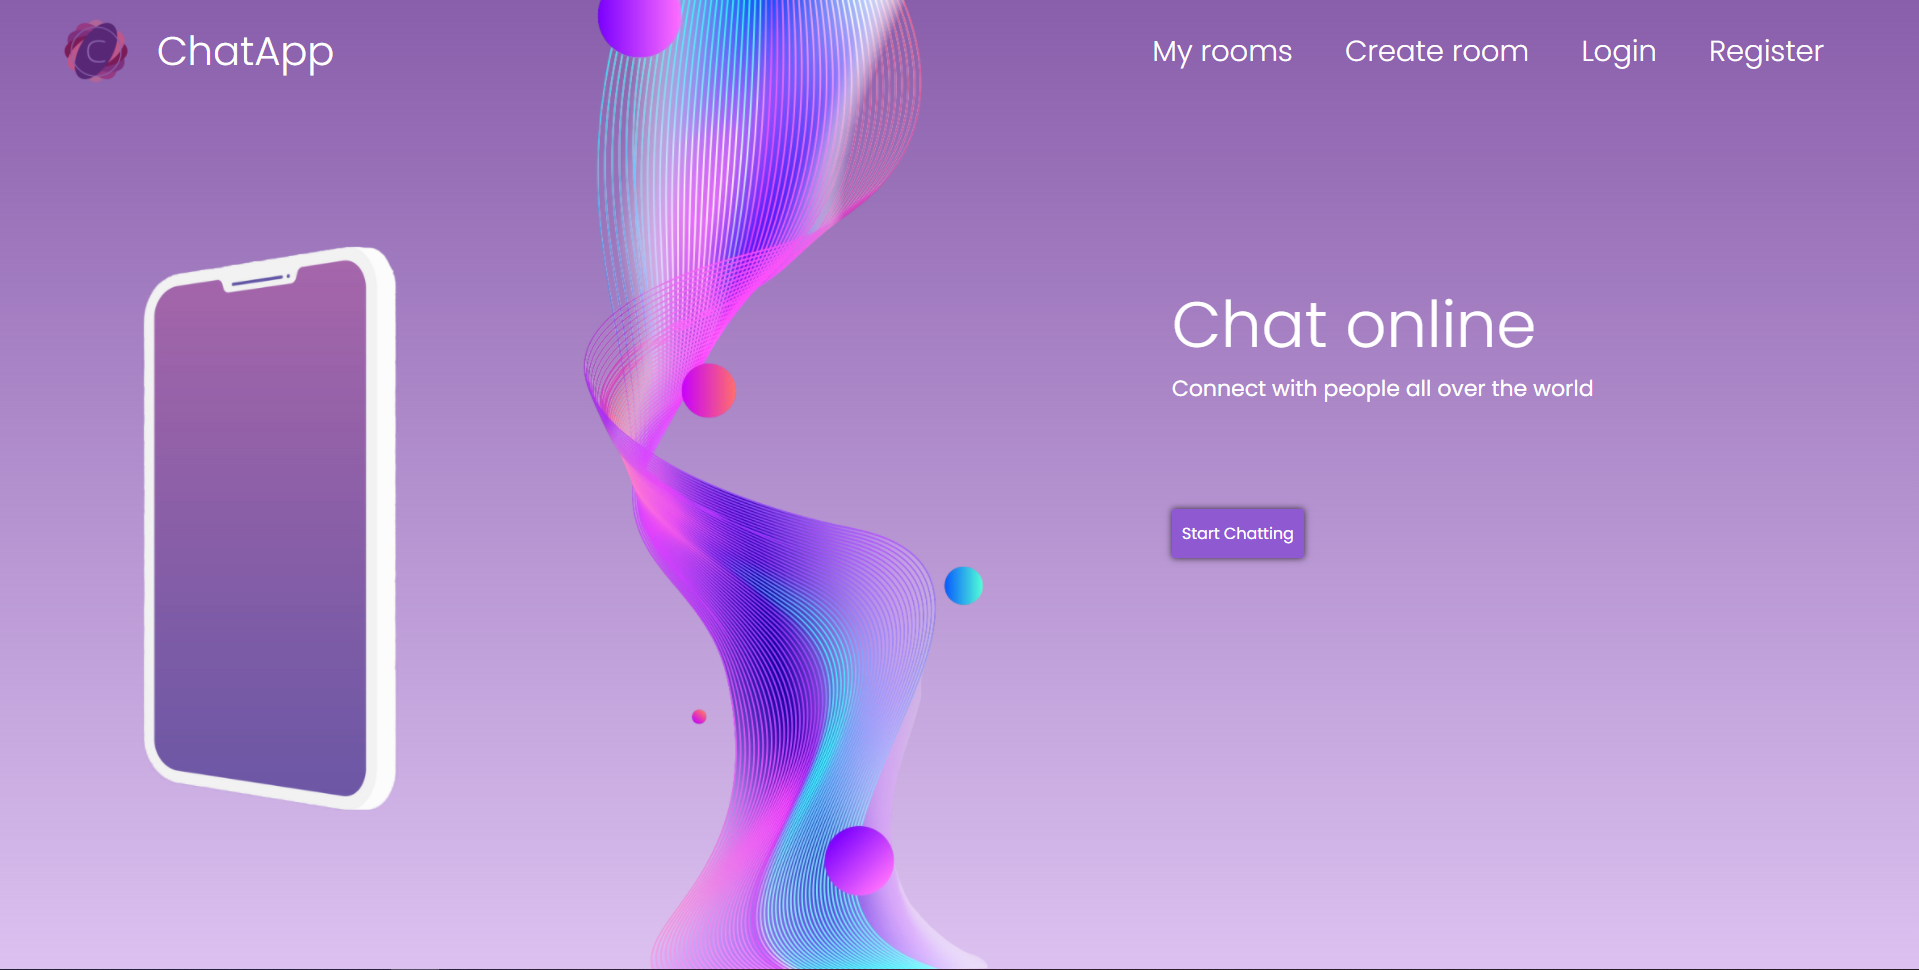 C
ChatApp
My rooms
Create room
Login
Register
Chat online
Connect with people all over the world
Start Chatting